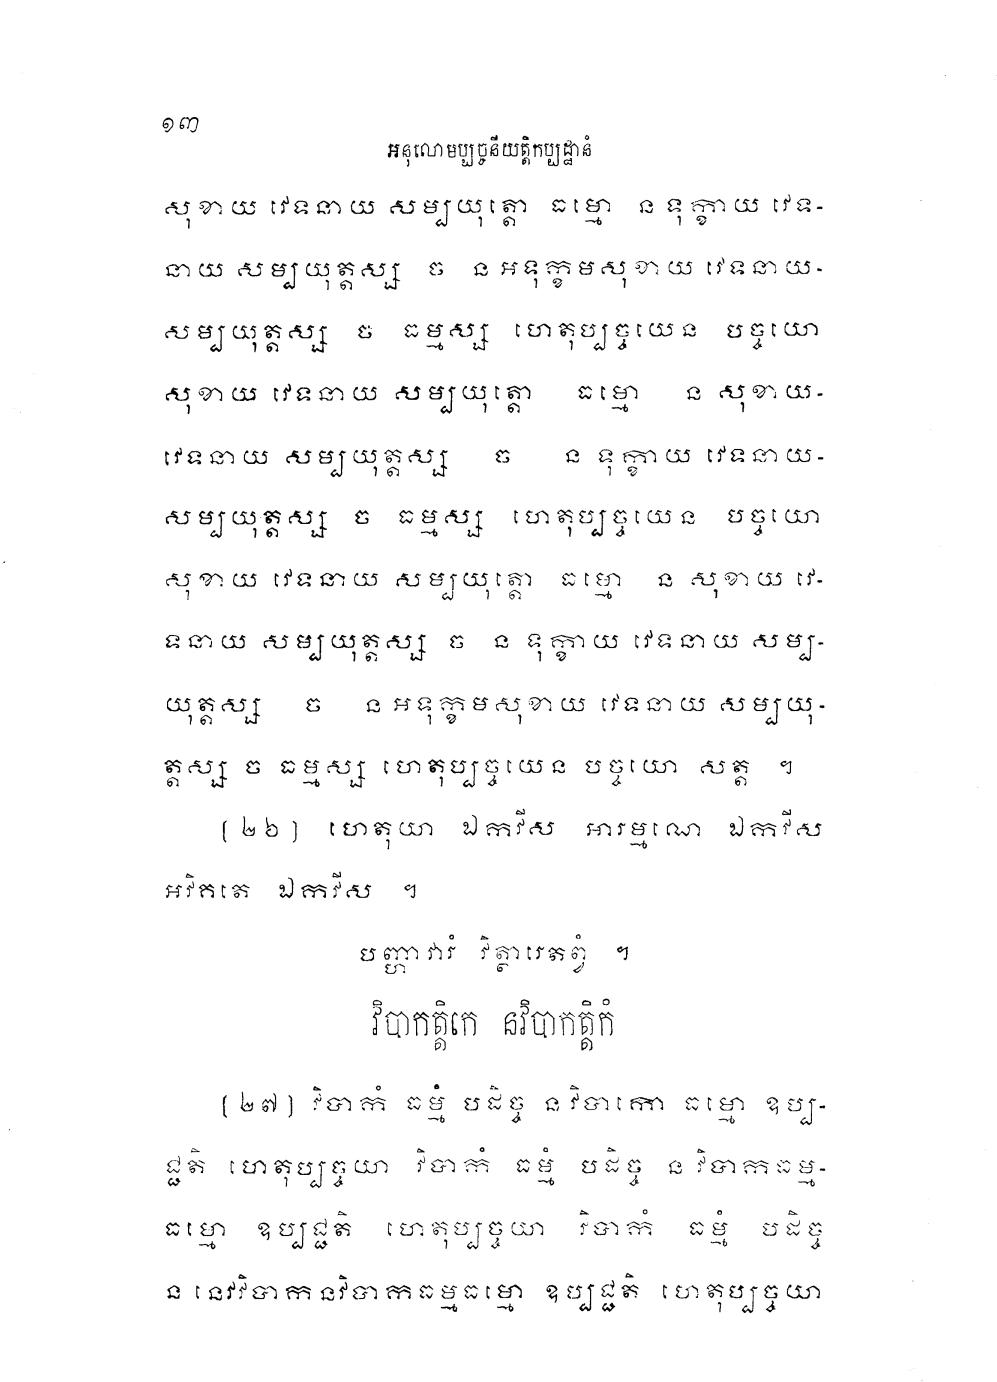 ១៣
អនុលោមប្បច្ចនីយត្តិកប្បដ្ឋានំ
សុខាយ វេទនាយ សម្បយុត្តោ ធម្មោ ន ទុក្ខាយ វេទ-
នាយ សម្បយុត្តស្ស ច ន អទុក្ខមសុខាយ វេទនាយ-
សម្បយុត្តស្ស ច ធម្មស្ស ហេតុប្បច្ចយេន បច្ចយោ
សុខាយ វេទនាយ សម្បយុត្តោ ធម្មោ ន សុខាយ-
វេទនាយ សម្បយុត្តស្ស ច ន ទុក្ខាយ វេទនាយ-
សម្បយុត្តស្ស ច ធម្មស្ស ហេតុប្បច្ចយេន បច្ចយោ
សុខាយ វេទនាយ សម្បយុត្តោ ធម្មោ ន សុខាយ វេ-
ទនាយ សម្បយុត្តស្ស ច ន ទុក្ខាយ វេទនាយ សម្ប-
យុត្តស្ស ច ន អទុក្ខមសុខាយ វេទនាយ សម្បយុ-
ត្តស្ស ច ធម្មស្ស ហេតុប្បច្ចយេន បច្ចយោ សត្ត ។
(២៦) ហេតុយា ឯកវីស អារម្មណេ ឯកវីស
អវិគតេ ឯកវីស ។
បញ្ហាវារំ វិត្ថារេតព្វំ ។
វិបាកត្តិកេ នវិបាកត្តិកំ
(២៧) វិបាកំ ធម្មំ បដិច្ច ន វិបាកោ ធម្មោ ឧប្ប-
ជ្ជតិ ហេតុប្បច្ចយា វិបាកំ ធម្មំ បដិច្ច ន វិបាកធម្ម-
ធម្មោ ឧប្បជ្ជតិ ហេតុប្បច្ចយា វិបាកំ ធម្មំ បដិច្ច
ន នេវវិបាកនវិបាកធម្មធម្មោ ឧប្បជ្ជតិ ហេតុប្បច្ចយា